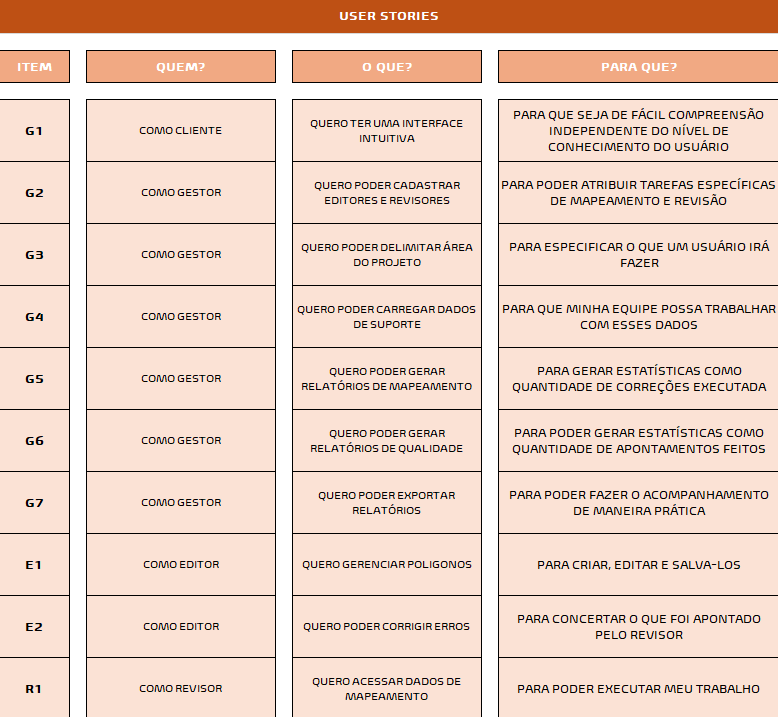 USER STORIES
ITEM QUEM? O QUE? PARA QUE?
G1
COMO CLIENTE
QUERO TER UMA INTERFACE
INTUITIVA
PARA QUE SEJA DE FÁCIL COMPREENSÃO
INDEPENDENTE DO NÍVEL DE
CONHECIMENTO DO USUÁRIO
G2
COMO GESTOR
QUERO PODER CADASTRAR
EDITORES E REVISORES
PARA PODER ATRIBUIR TAREFAS ESPECÍFICAS
DE MAPEAMENTO E REVISÃO
G3
COMO GESTOR
QUERO PODER DELIMITAR ÁREA
DO PROJETO
PARA ESPECIFICAR O QUE UM USUÁRIO IRÁ
FAZER
G4
COMO GESTOR
QUERO PODER CARREGAR DADOS
DE SUPORTE
PARA QUE MINHA EQUIPE POSSA TRABALHAR
COM ESSES DADOS
G5
COMO GESTOR
QUERO PODER GERAR
RELATÓRIOS DE MAPEAMENTO
PARA GERAR ESTATÍSTICAS COMO
QUANTIDADE DE CORREÇÕES EXECUTADA
G6
COMO GESTOR
QUERO PODER GERAR
RELATÓRIOS DE QUALIDADE
PARA PODER GERAR ESTATÍSTICAS COMO
QUANTIDADE DE APONTAMENTOS FEITOS
G7
COMO GESTOR
QUERO PODER EXPORTAR
RELATÓRIOS
PARA PODER FAZER O ACOMPANHAMENTO
DE MANEIRA PRÁTICA
E1
COMO EDITOR
QUERO GERENCIAR POLIGONOS
PARA CRIAR, EDITAR E SALVA-LOS
E2
COMO EDITOR
QUERO PODER CORRIGIR ERROS
PARA CONCERTAR O QUE FOI APONTADO
PELO REVISOR
R1
COMO REVISOR
QUERO ACESSAR DADOS DE
MAPEAMENTO
PARA PODER EXECUTAR MEU TRABALHO